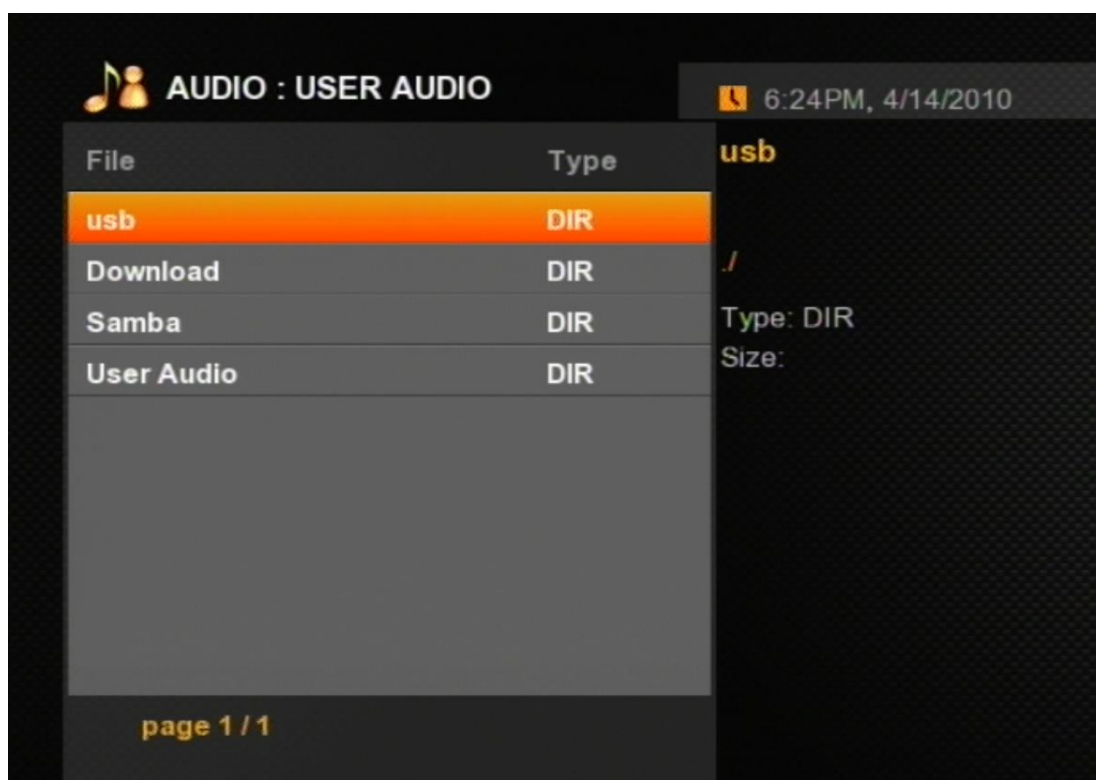 AUDIO : USER AUDIO
6:24PM, 4/14/2010
File Type
usb DIR
Download DIR
Samba DIR
User Audio DIR
page 1 / 1
usb
./
Type: DIR
Size: